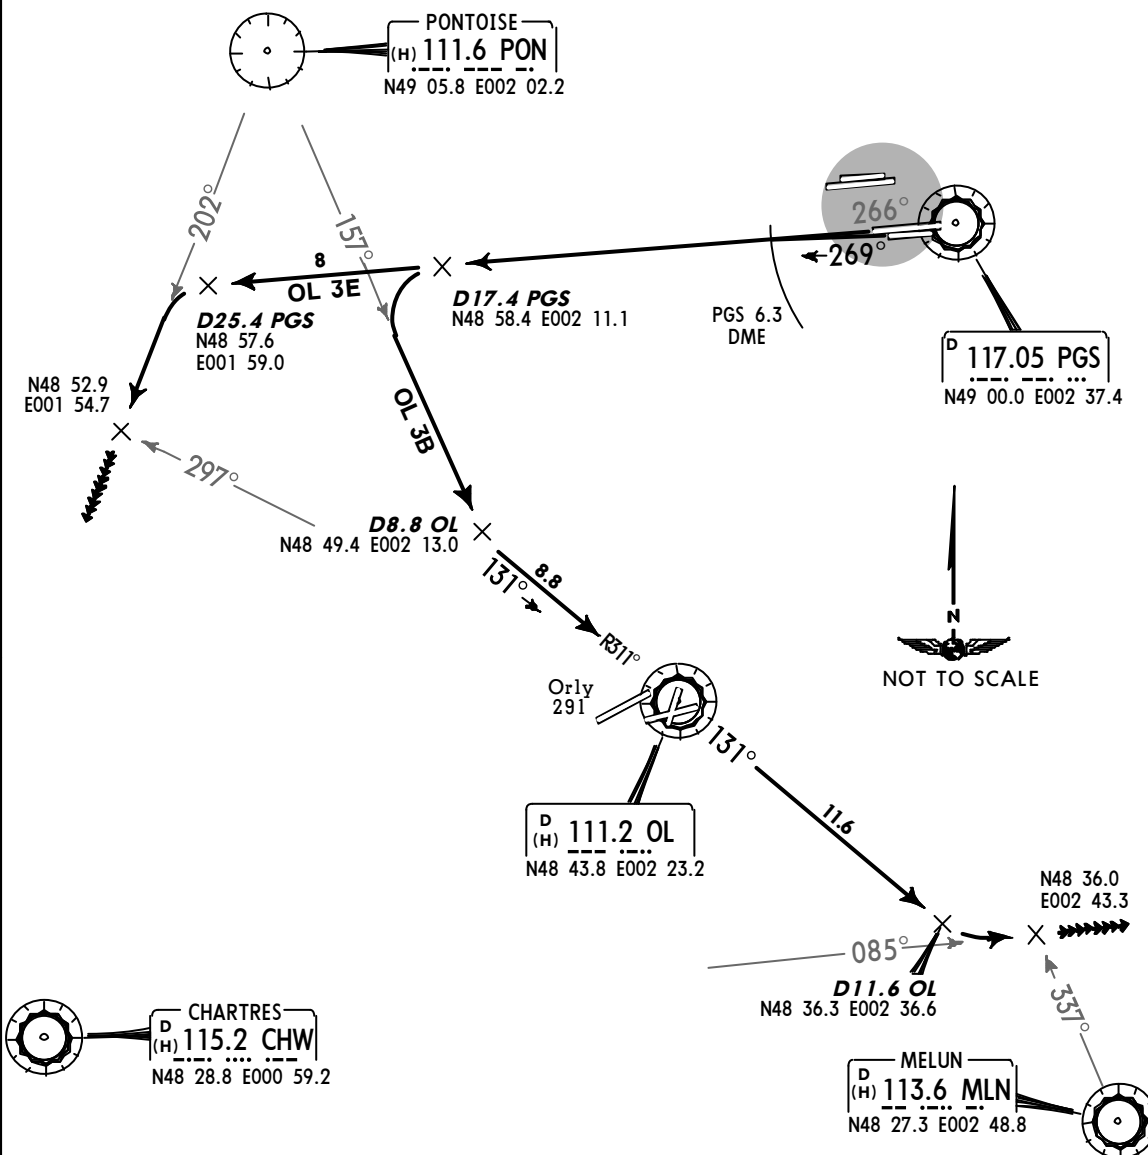 PONTOISE
(H) 111.6 PON
N49 05.8 E002 02.2
202°
157°
266°
269°
8
OL 3E
D17.4 PGS
N48 58.4 E002 11.1
PGS 6.3
DME
D25.4 PGS
N48 57.6
E001 59.0
D 117.05 PGS
N49 00.0 E002 37.4
N48 52.9
E001 54.7
OL 3B
297°
D8.8 OL
N48 49.4 E002 13.0
8.8
131°
R311°
N
NOT TO SCALE
Orly
291
131°
11.6
D
(H) 111.2 OL
N48 43.8 E002 23.2
N48 36.0
E002 43.3
085°
D11.6 OL
N48 36.3 E002 36.6
337°
CHARTRES
D
(H) 115.2 CHW
N48 28.8 E000 59.2
MELUN
D
(H) 113.6 MLN
N48 27.3 E002 48.8